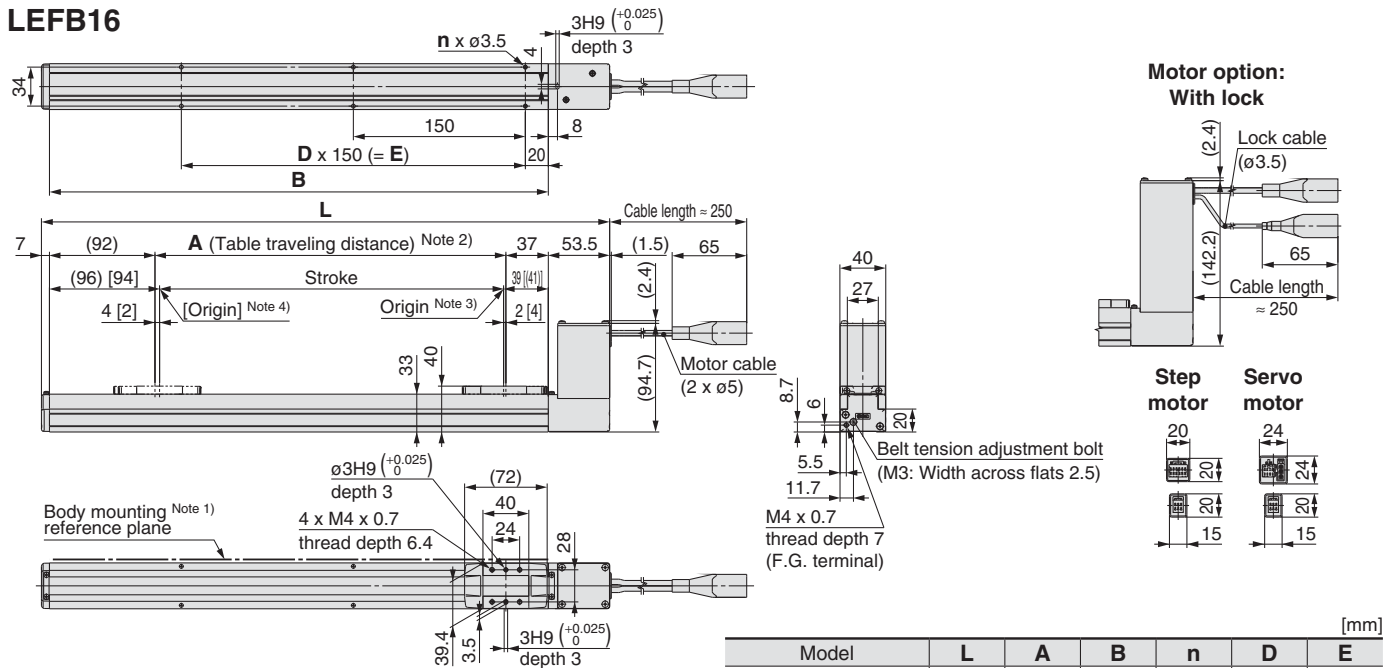 LEFB16
n x ø3.5
3H9 (+0.025 0)
depth 3
4
34
150
8
D x 150 (= E)
20
B
L
Cable length ≈ 250
7
(92)
A (Table traveling distance) Note 2)
37
53.5
(1.5)
65
(96) [94]
Stroke
39 [(41)]
(2.4)
4 [2]
[Origin] Note 4)
Origin Note 3)
2 [4]
33
40
(94.7)
Motor cable
(2 x ø5)
40
27
8.7
6
20
5.5
11.7
Belt tension adjustment bolt
(M3: Width across flats 2.5)
M4 x 0.7
thread depth 7
(F.G. terminal)
Motor option:
With lock
(2.4)
Lock cable
(ø3.5)
(142.2)
65
Cable length
≈ 250
Step
motor
20
20
20
15
Servo
motor
24
24
20
15
Body mounting Note 1)
reference plane
ø3H9 (+0.025 0)
depth 3
4 x M4 x 0.7
thread depth 6.4
(72)
40
24
28
39.4
3.5
3H9 (+0.025 0)
depth 3
[mm]
Model L A B n D E